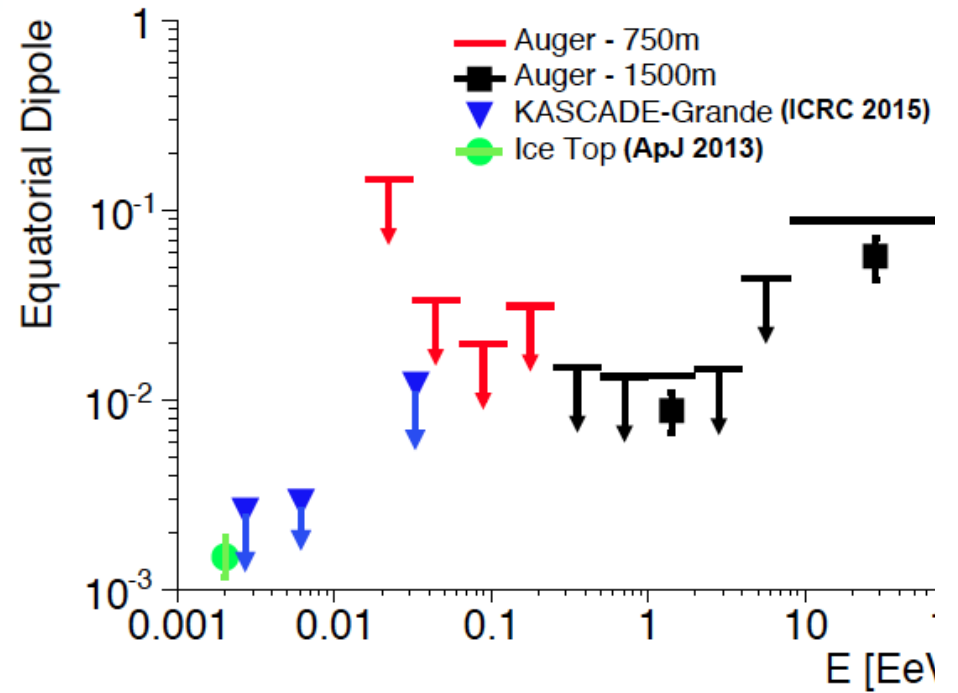 Equatorial Dipole
1
10-1
10-2
10-3
Auger - 750m
Auger - 1500m
KASCADE-Grande (ICRC 2015)
Ice Top (ApJ 2013)
0.001 0.01 0.1 1 10
E [EeV